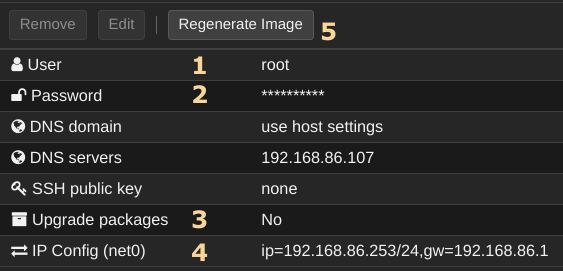 Remove Edit Regenerate Image 5
User 1 root
Password 2 **********
DNS domain use host settings
DNS servers 192.168.86.107
SSH public key none
Upgrade packages 3 No
IP Config (net0) 4 ip=192.168.86.253/24,gw=192.168.86.1